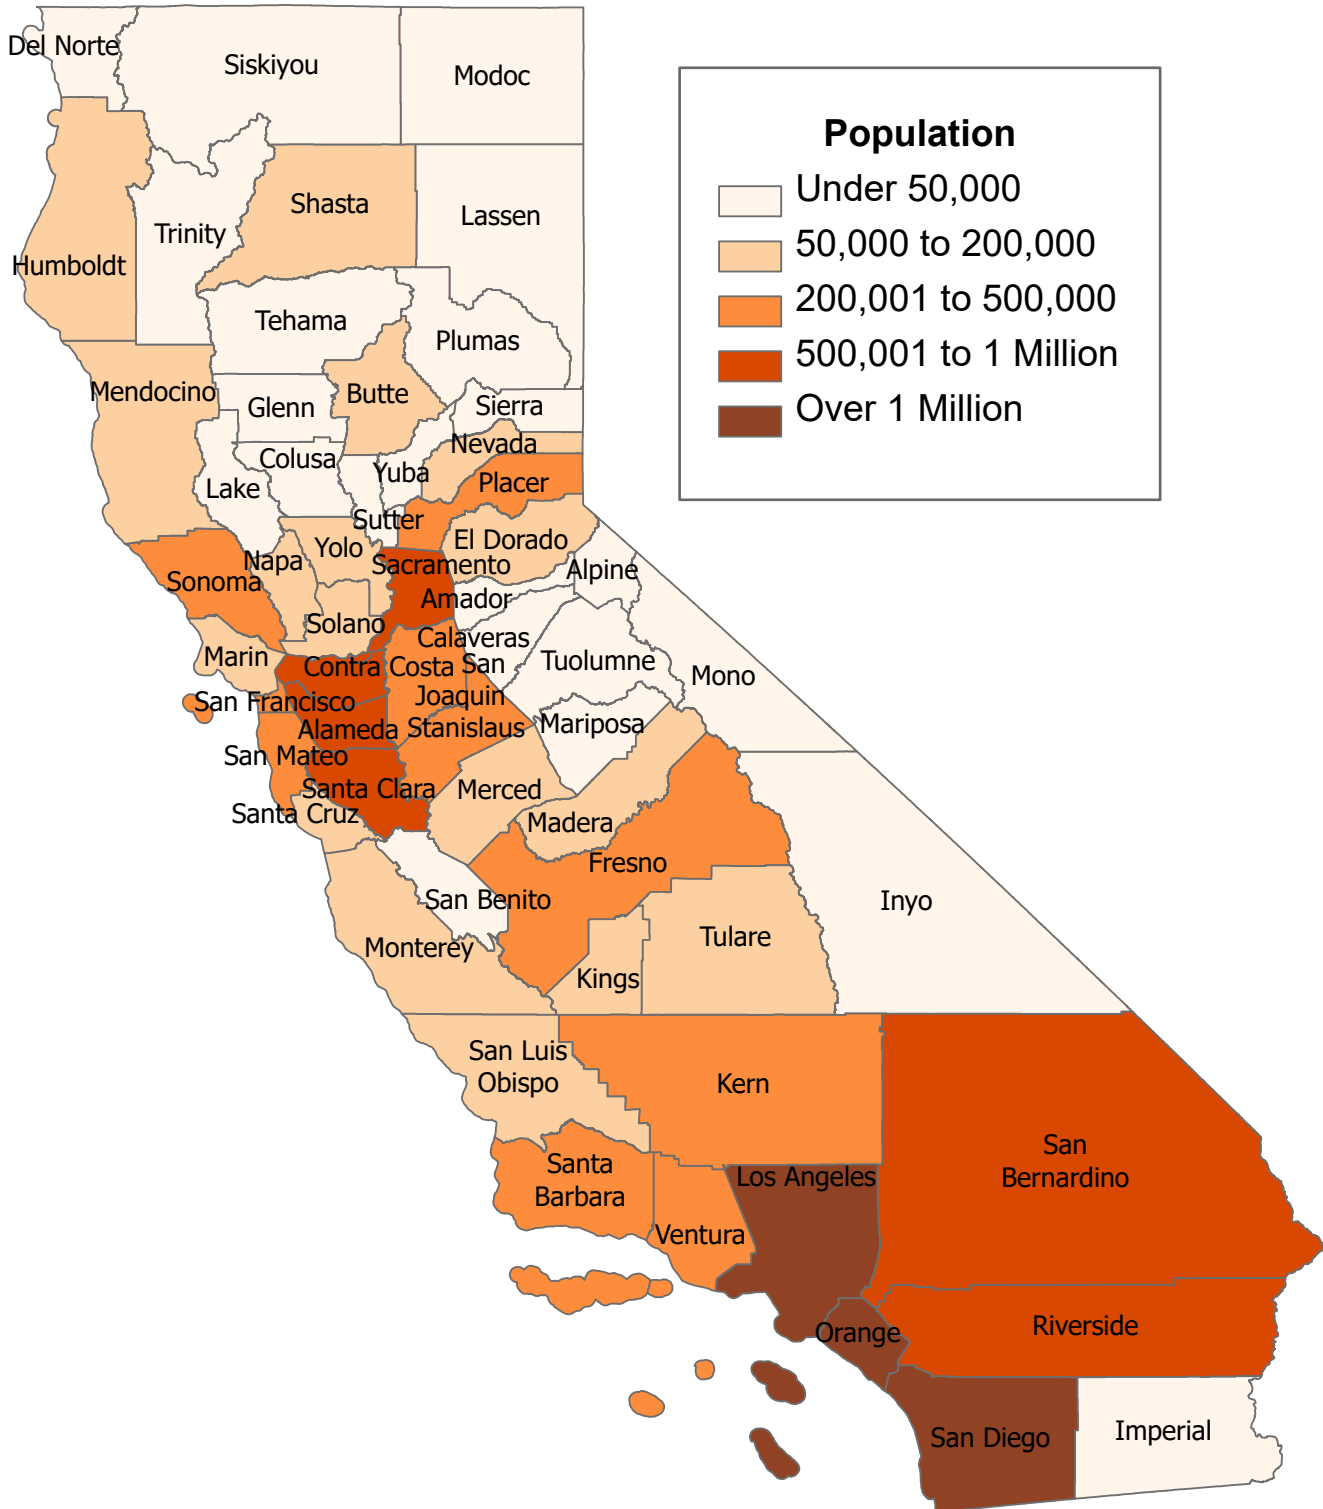 Del Norte
Siskiyou
Modoc
Population
Under 50,000
50,000 to 200,000
200,001 to 500,000
500,001 to 1 Million
Over 1 Million
Shasta
Lassen
Trinity
Humboldt
Tehama
Plumas
Mendocino
Butte
Glenn
Sierra
Nevada
Colusa
Yuba
Placer
Lake
Sutter
El Dorado
Yolo
Napa
Sacramento
Alpine
Sonoma
Amador
Solano
Calaveras
Marin
Contra Costa
San
Joaquin
Tuolumne
Mono
San Francisco
Alameda
Stanislaus
Mariposa
San Mateo
Santa Clara
Merced
Santa Cruz
Madera
Fresno
San Benito
Inyo
Monterey
Tulare
Kings
San Luis
Obispo
Kern
San
Bernardino
Santa
Barbara
Los Angeles
Ventura
Orange
Riverside
San Diego
Imperial